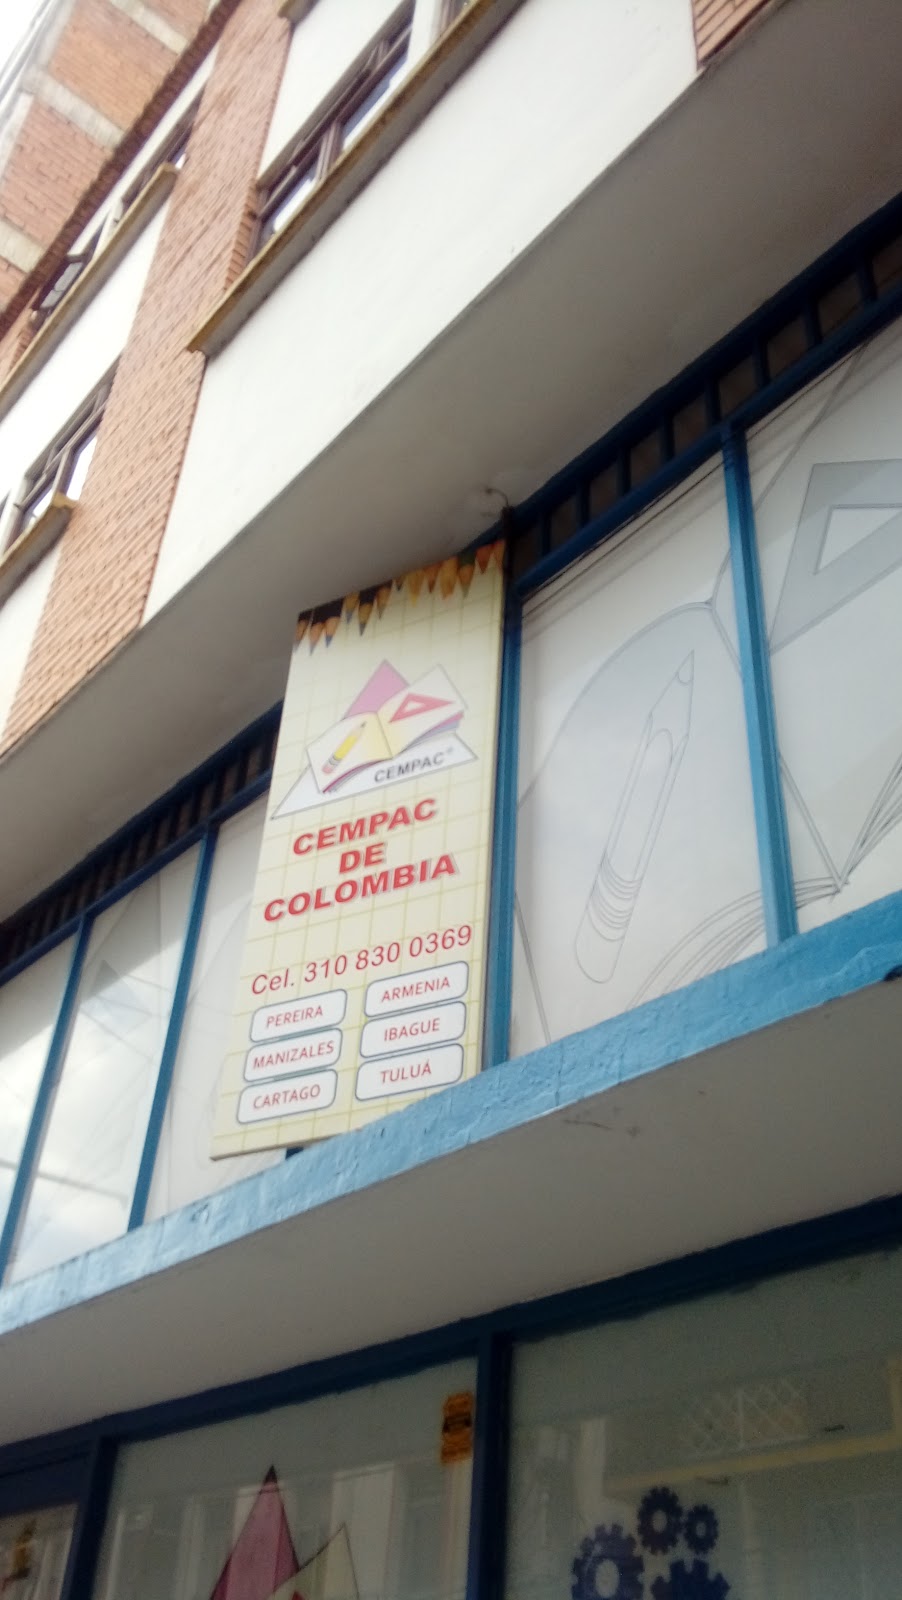 CEMPAC®
CEMPAC
DE
COLOMBIA
Cel. 310 830 0369
PEREIRA
ARMENIA
MANIZALES
IBAGUE
CARTAGO
TULUÁ